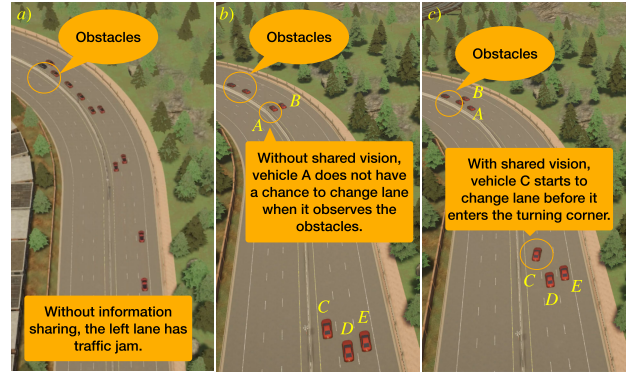 a)
Obstacles
Without information
sharing, the left lane has
traffic jam.
b)
Obstacles
B
A
Without shared vision,
vehicle A does not have
a chance to change lane
when it observes the
obstacles.
C
D
E
c)
Obstacles
B
A
With shared vision,
vehicle C starts to
change lane before it
enters the turning corner.
C
D
E